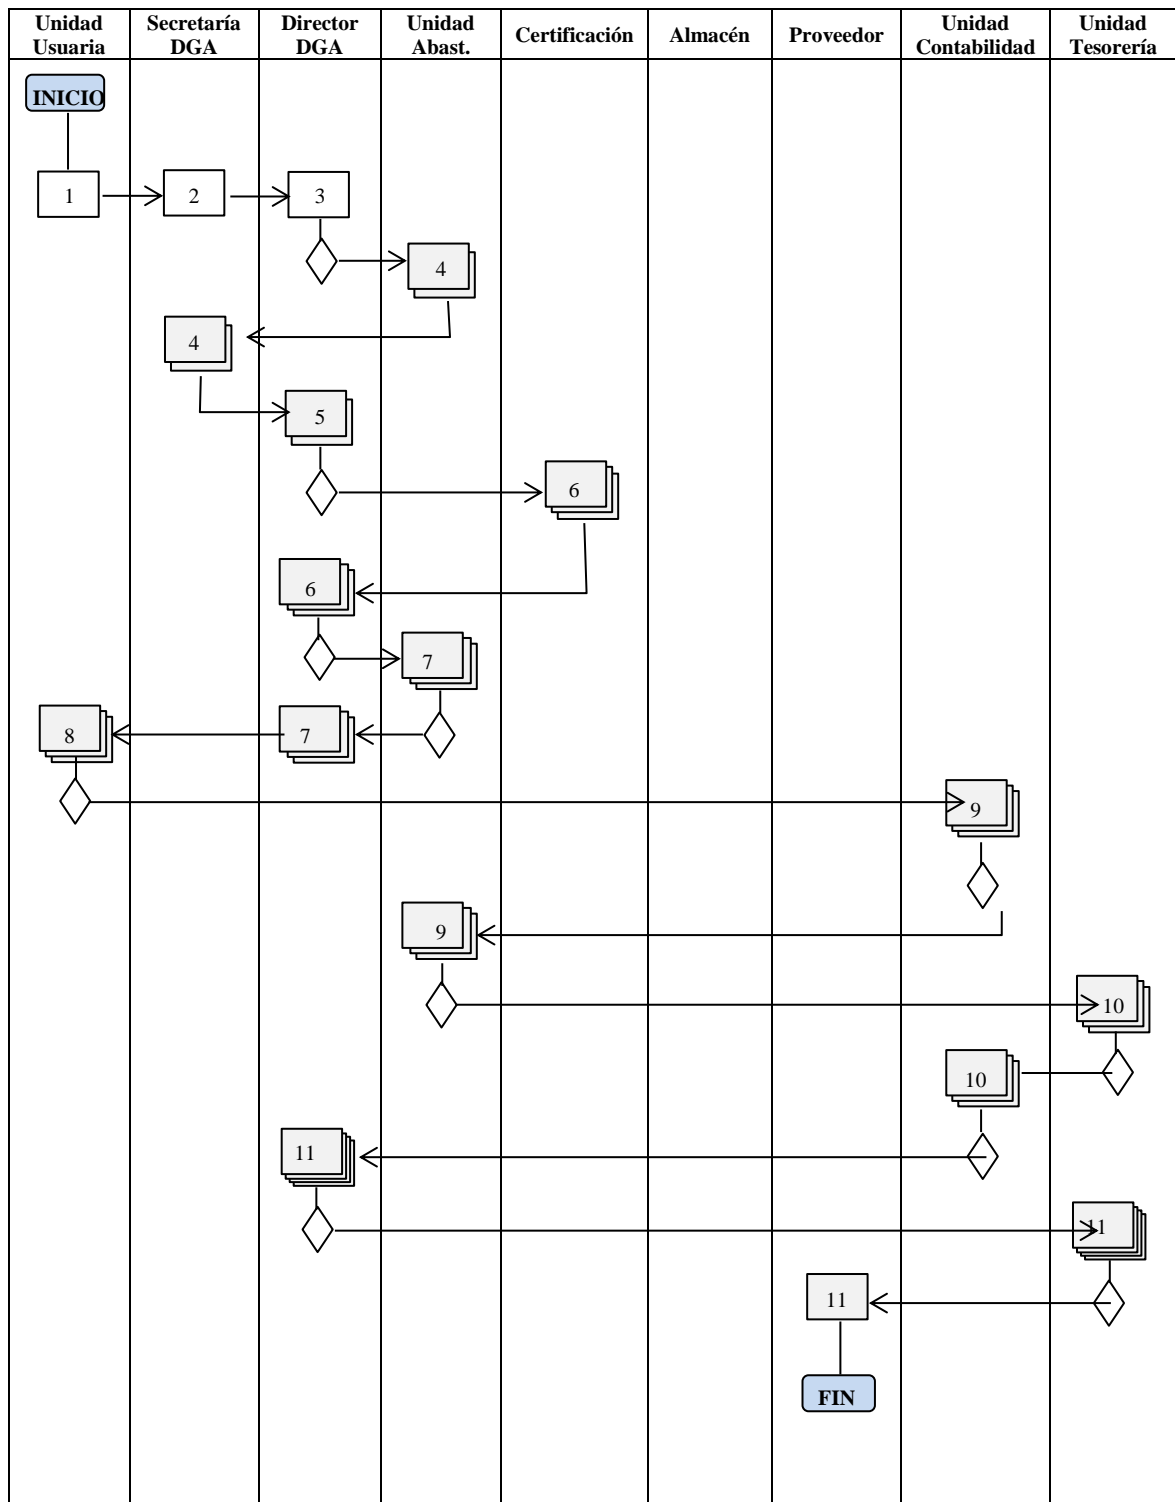 Unidad Usuaria
Secretaría DGA
Director DGA
Unidad Abast.
Certificación
Almacén
Proveedor
Unidad Contabilidad
Unidad Tesorería
INICIO
1
2
3
4
4
5
6
6
7
8
7
9
9
10
10
11
11
11
FIN